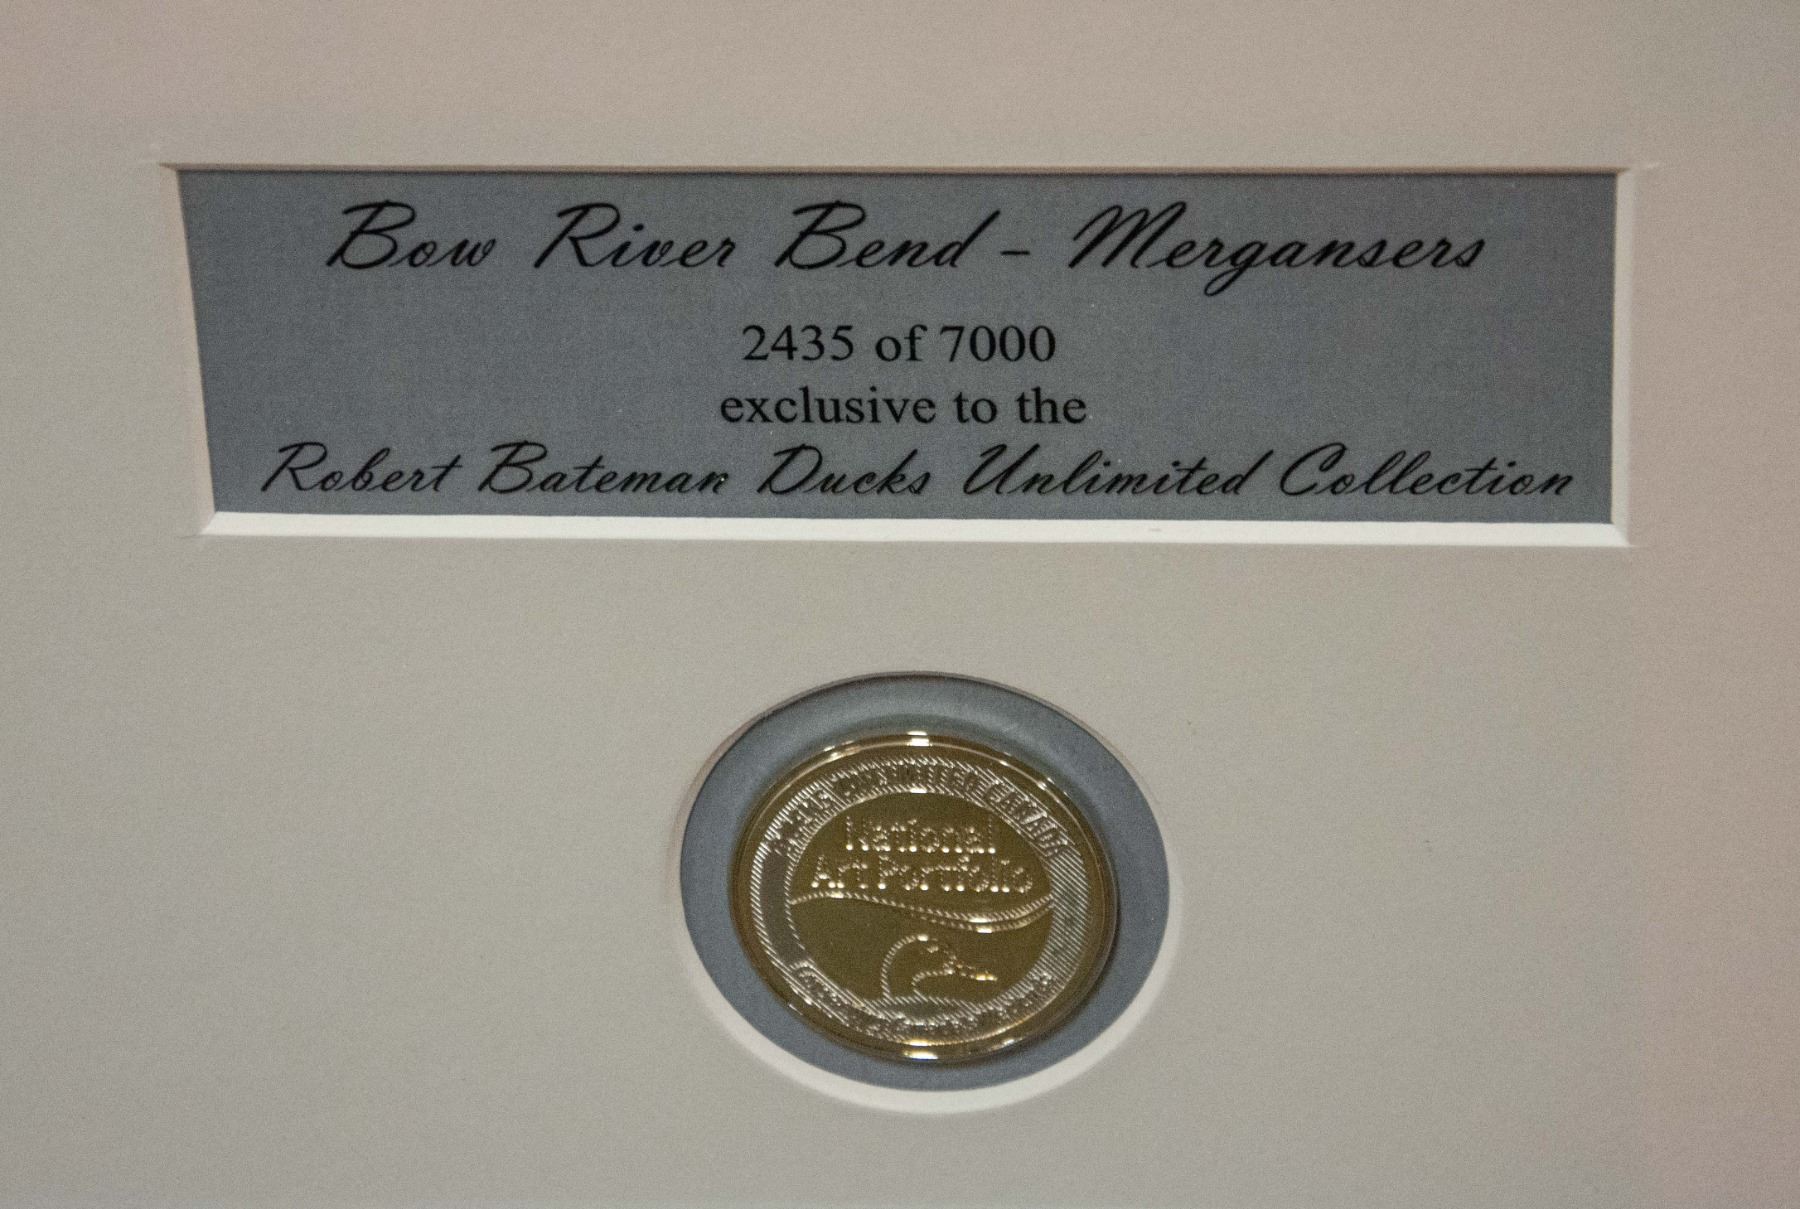 Bow River Bend - Mergansers
2435 of 7000
exclusive to the
Robert Bateman Ducks Unlimited Collection
National
Art Portfolio